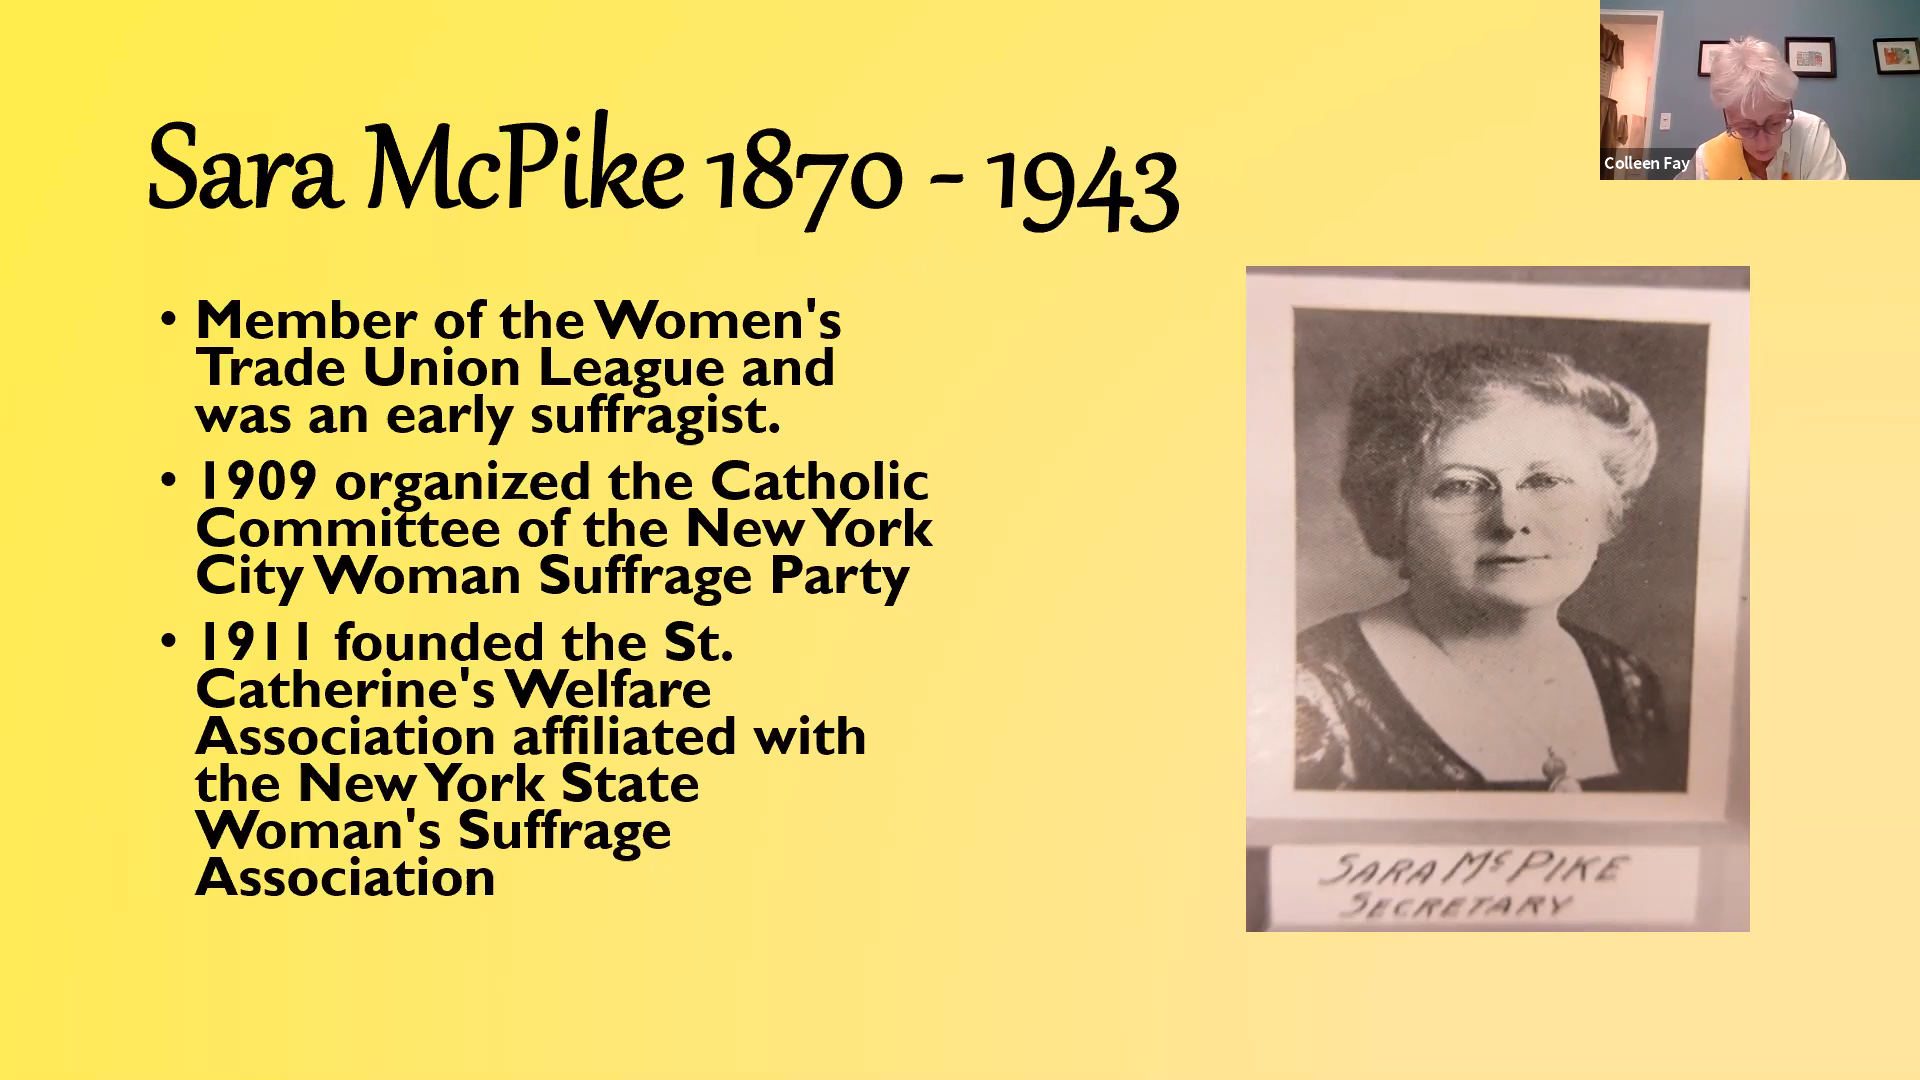 Sara McPike 1870 - 1943
Colleen Fay
• Member of the Women's
Trade Union League and
was an early suffragist.
• 1909 organized the Catholic
Committee of the New York
City Woman Suffrage Party
• 1911 founded the St.
Catherine's Welfare
Association affiliated with
the New York State
Woman's Suffrage
Association
SARA McPIKE
SECRETARY